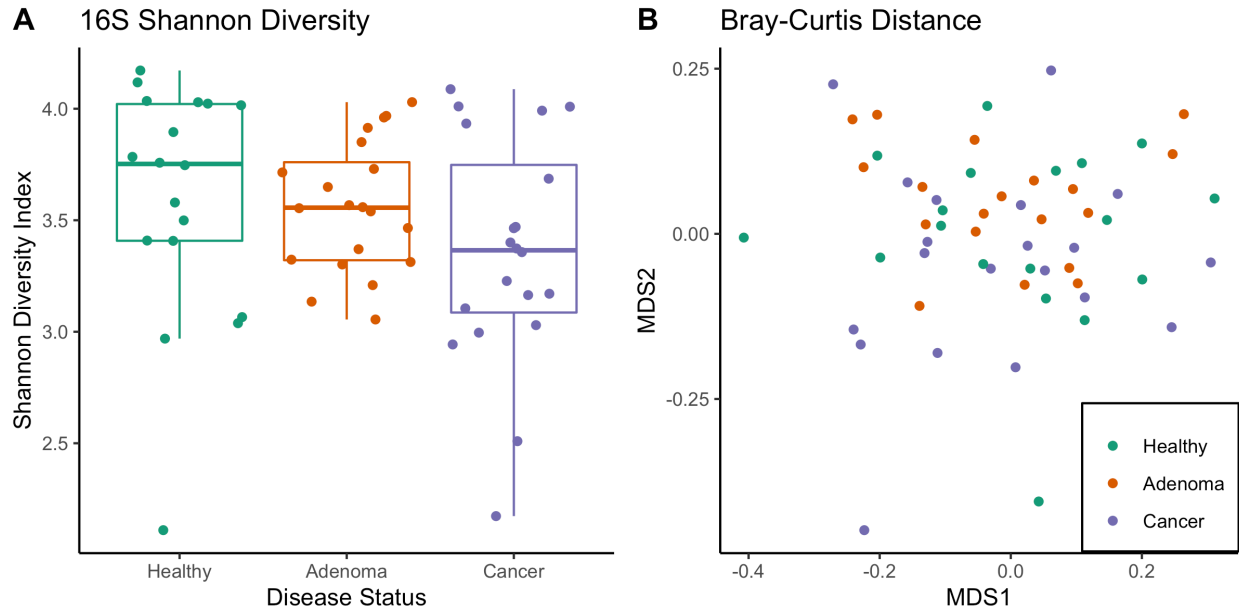 A 16S Shannon Diversity
Shannon Diversity Index
4.0
3.5
3.0
2.5
Healthy Adenoma Cancer
Disease Status
B Bray-Curtis Distance
MDS2
0.25
0.00
-0.25
-0.4 -0.2 0.0 0.2
MDS1
Healthy
Adenoma
Cancer